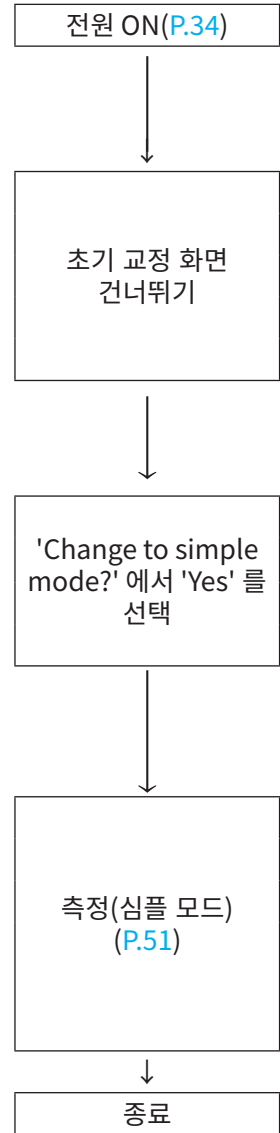 전원 ON(P.34)
초기 교정 화면
건너뛰기
'Change to simple
mode?' 에서 'Yes' 를
선택
측정(심플 모드)
(P.51)
종료